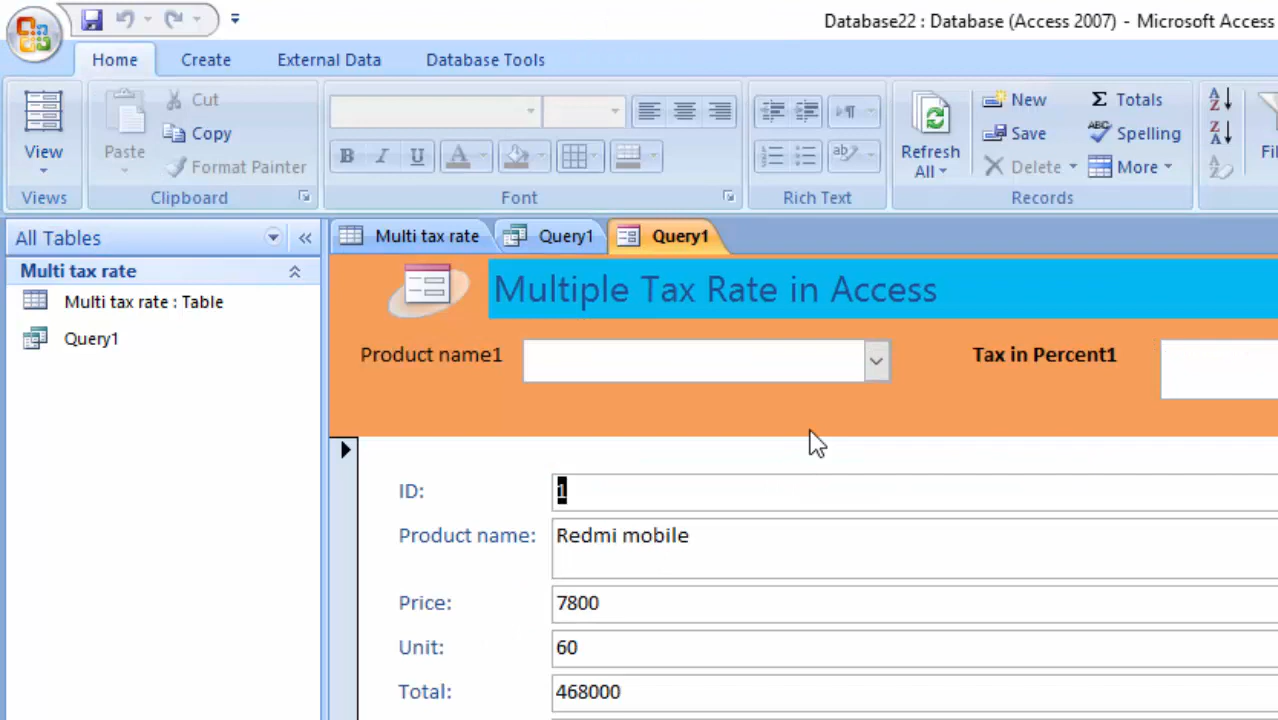 Database22 : Database (Access 2007) - Microsoft Access
Home Create External Data Database Tools
View
Paste
Cut
Copy
Format Painter
B I U A
ab
Refresh
All
New
Save
Delete
Σ Totals
ABC Spelling
More
A
Z
Z
A
A
Z
Fil
Views Clipboard Font Rich Text Records
All Tables
Multi tax rate
Multi tax rate : Table
Query1
Multi tax rate Query1 Query1
Multiple Tax Rate in Access
Product name1
Tax in Percent1
ID: 1
Product name: Redmi mobile
Price: 7800
Unit: 60
Total: 468000